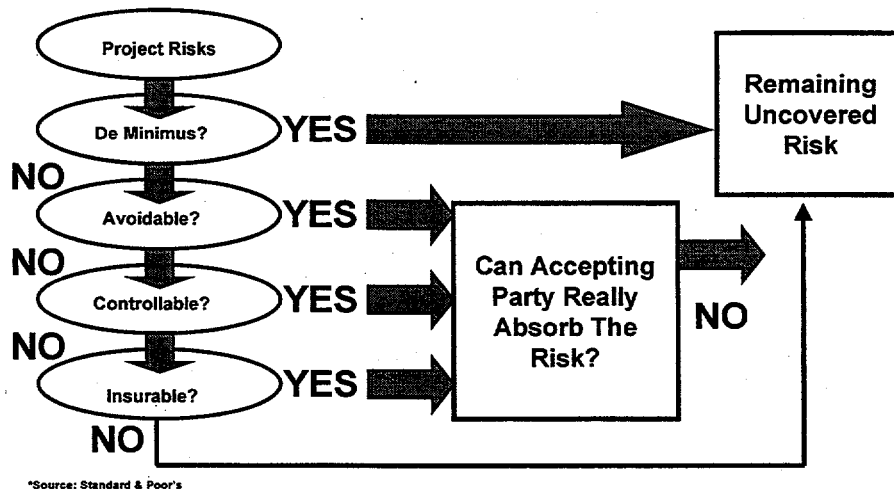 Project Risks
De Minimus?
YES
NO
Avoidable?
YES
NO
Controllable?
YES
NO
Insurable?
YES
NO
Can Accepting
Party Really
Absorb The
Risk?
NO
Remaining
Uncovered
Risk
*Source: Standard & Poor's